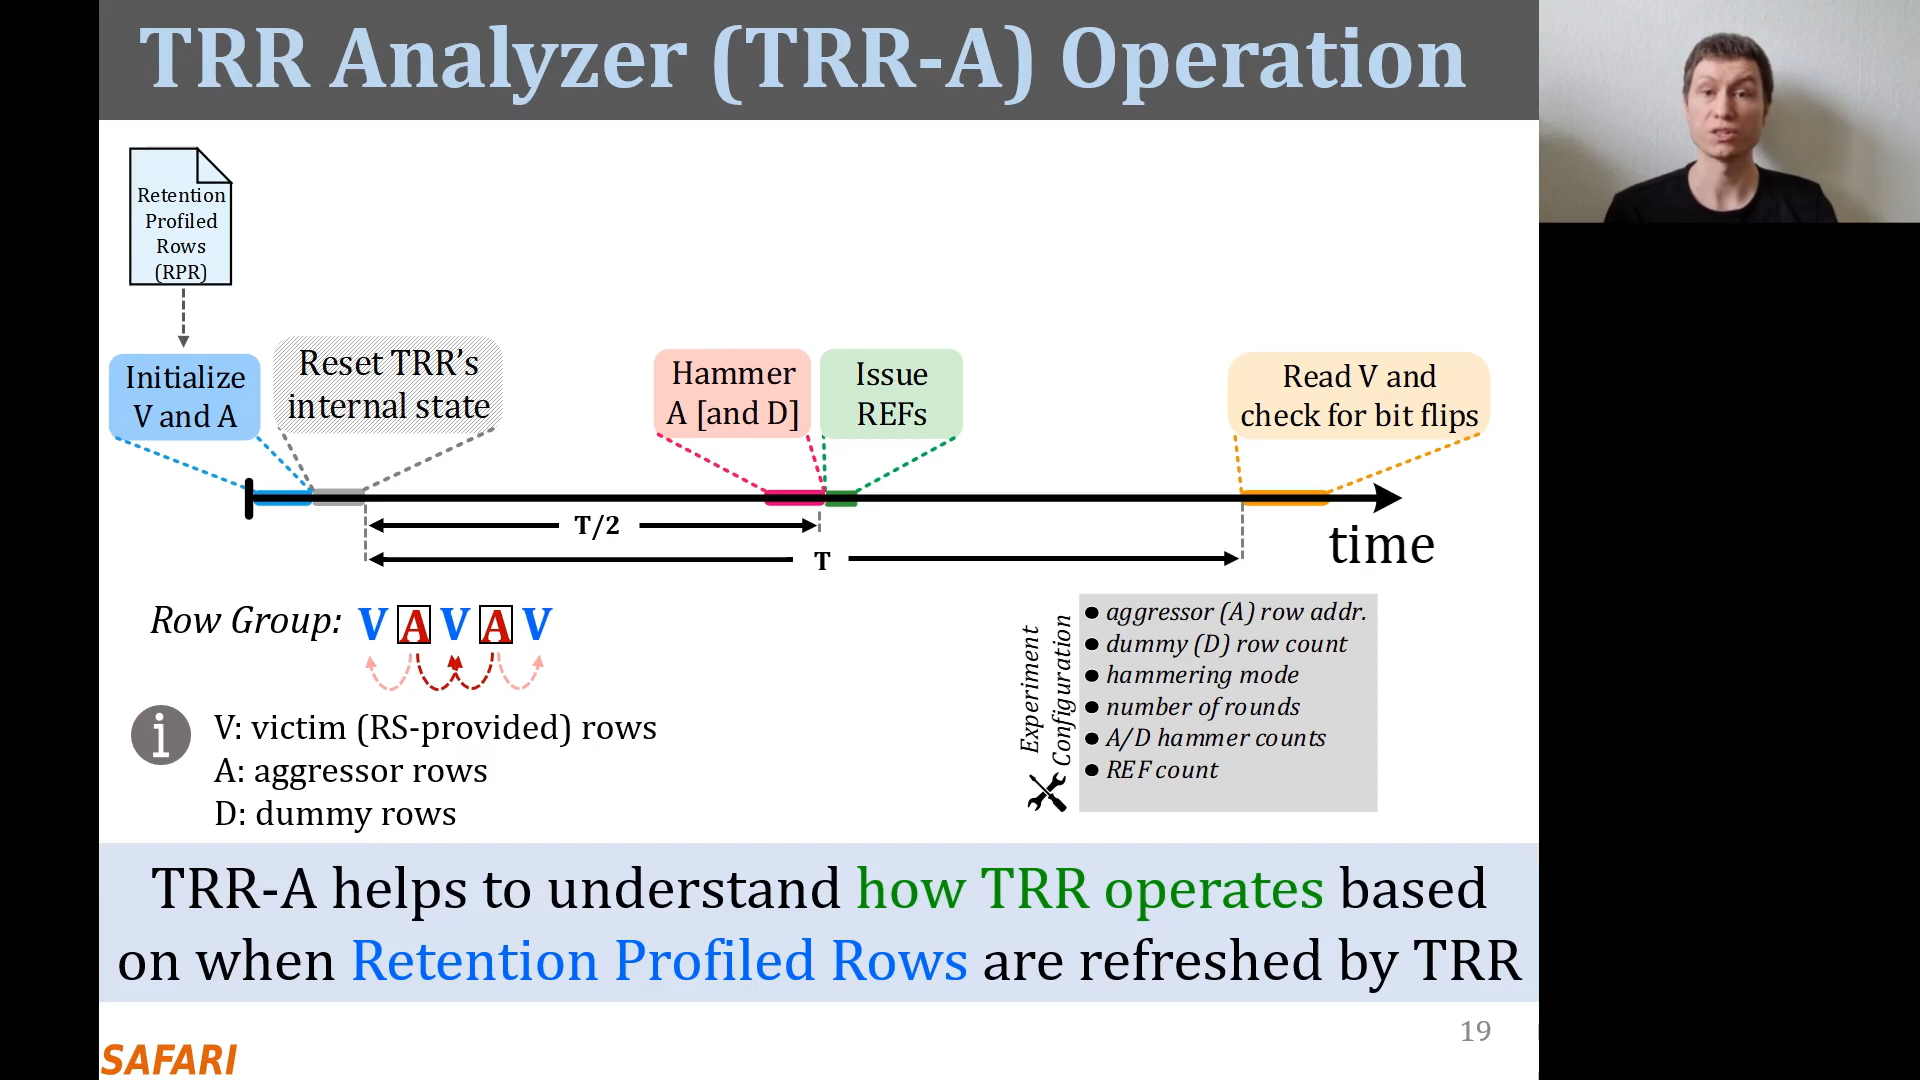 TRR Analyzer (TRR-A) Operation
Retention
Profiled
Rows
(RPR)
Initialize
V and A
Reset TRR's
internal state
Hammer
A [and D]
Issue
REFs
Read V and
check for bit flips
T/2
T
time
Row Group: V A V A V
V: victim (RS-provided) rows
A: aggressor rows
D: dummy rows
Experiment
Configuration
● aggressor (A) row addr.
● dummy (D) row count
● hammering mode
● number of rounds
● A/D hammer counts
● REF count
TRR-A helps to understand how TRR operates based
on when Retention Profiled Rows are refreshed by TRR
19
SAFARI